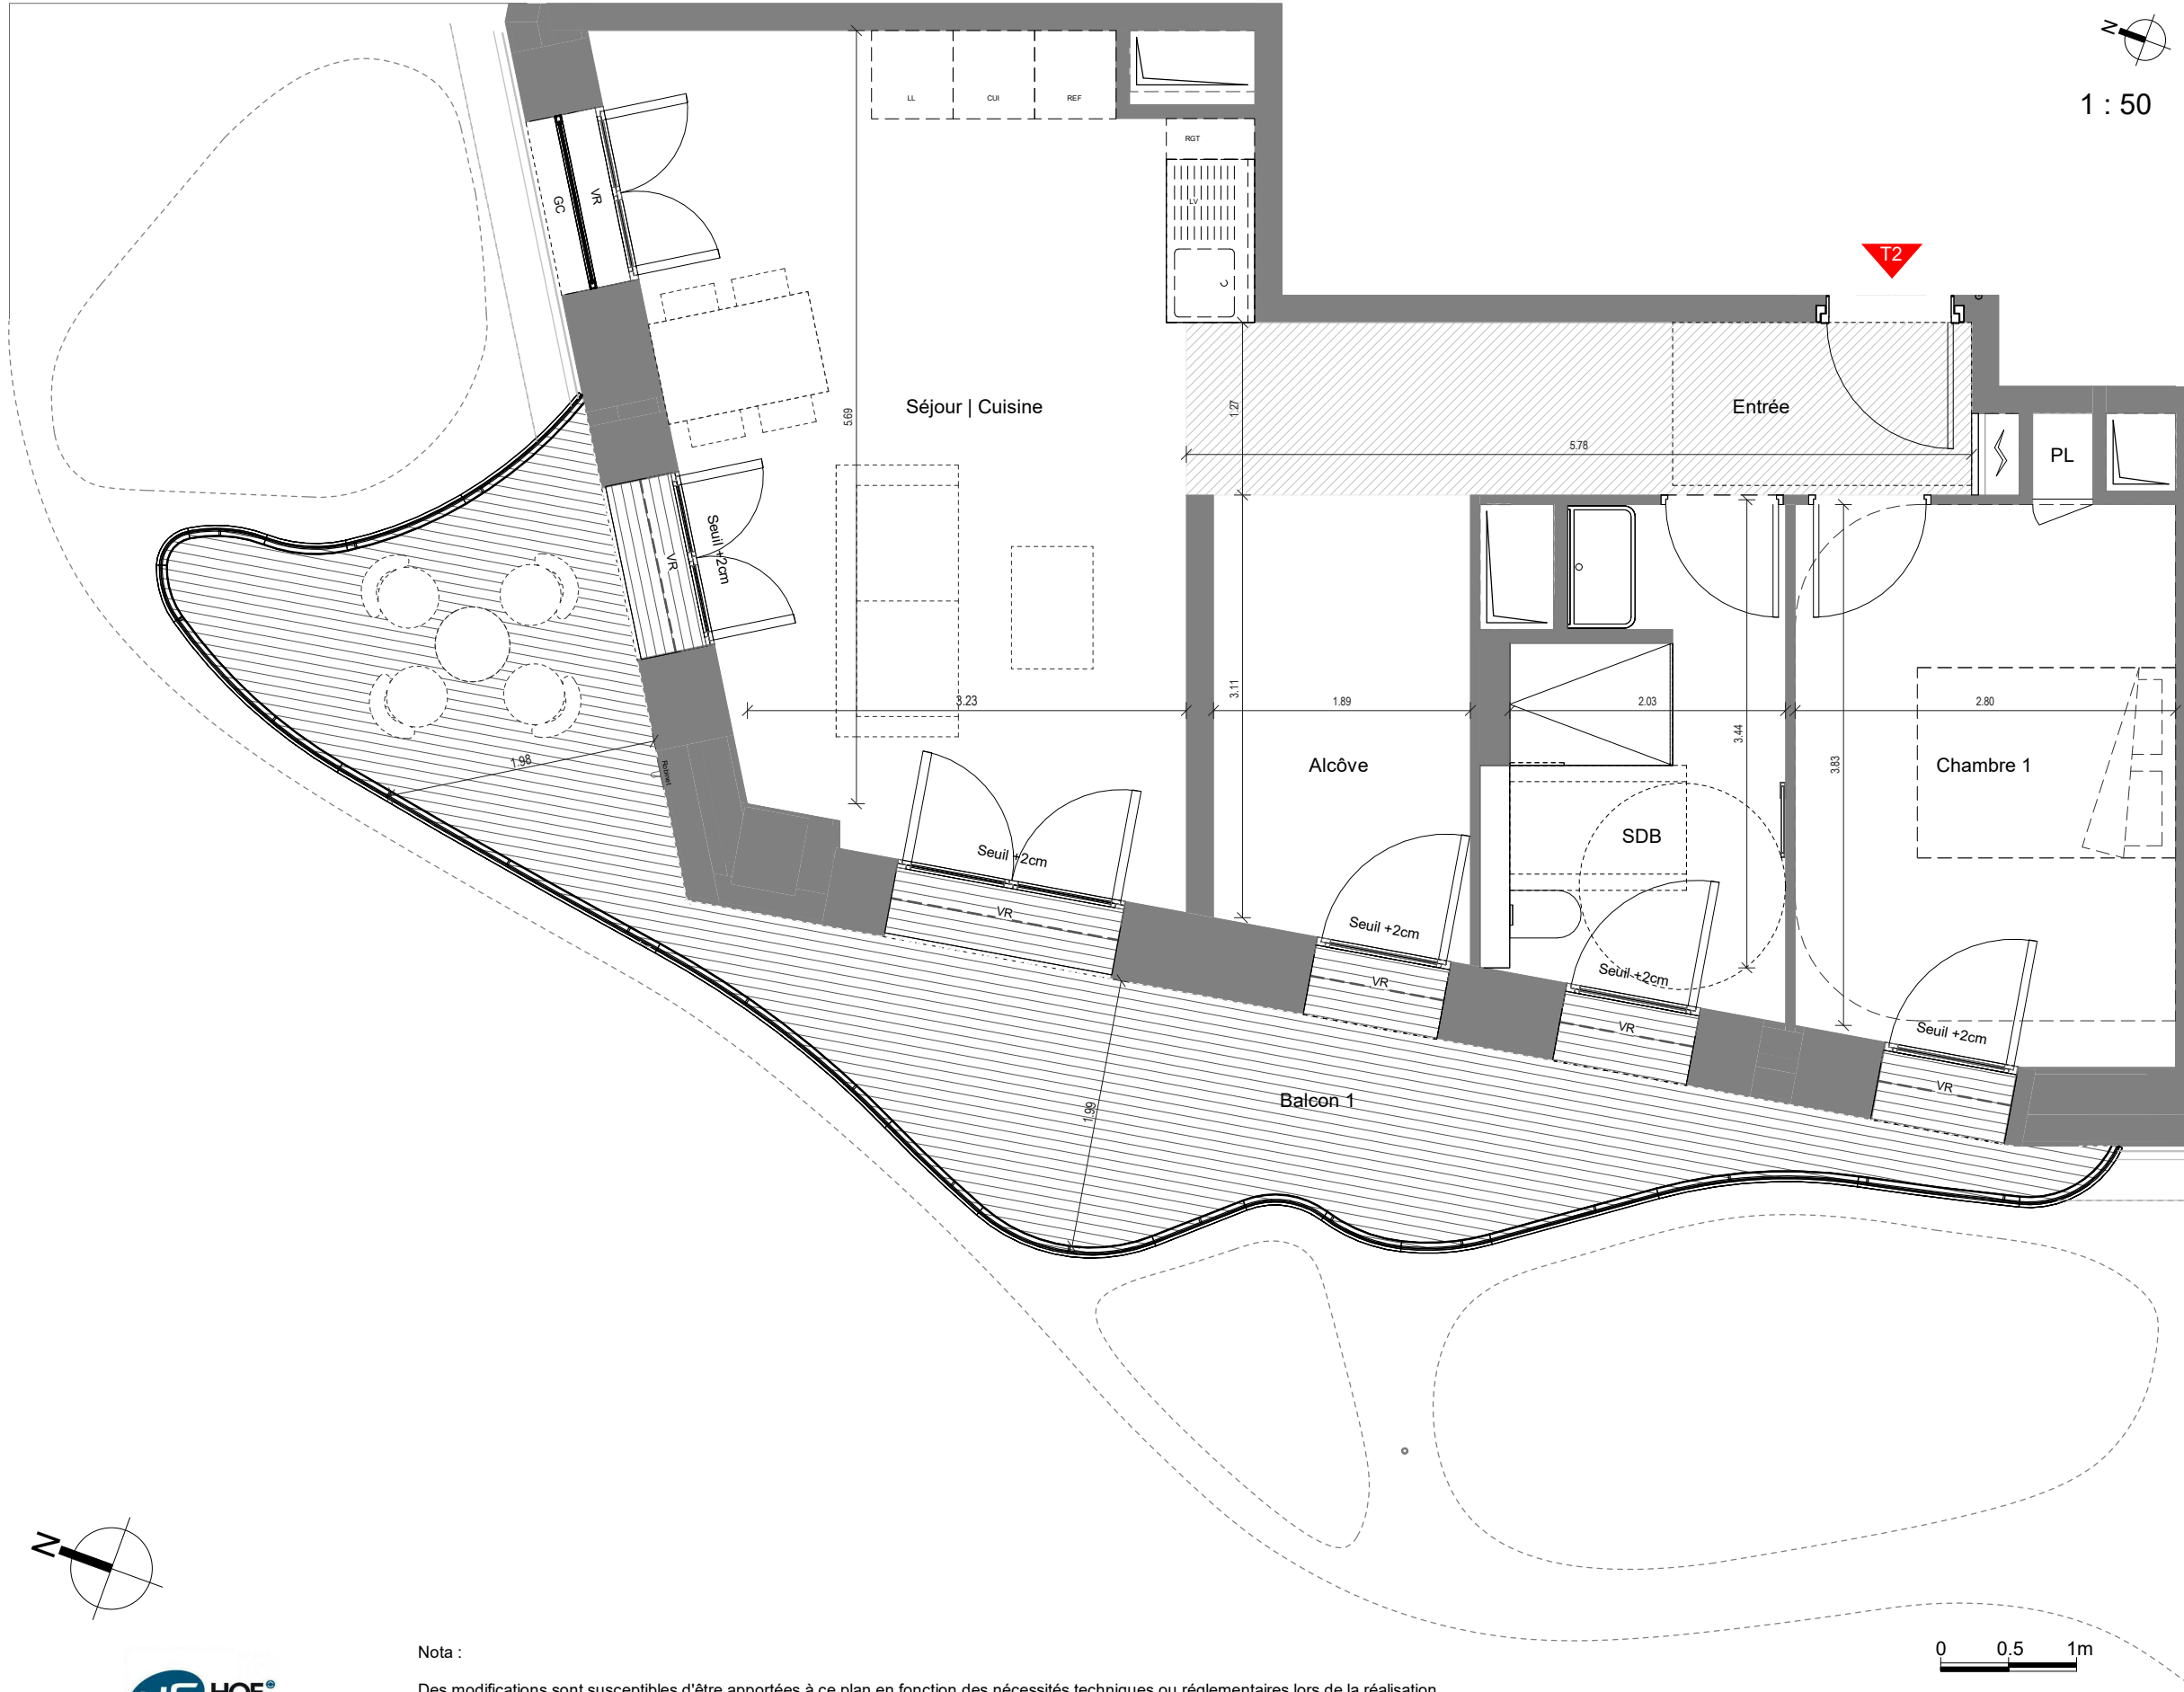 N
1 : 50
LL
CUI
REF
RGT
LV
T2
GC
VR
Séjour | Cuisine
5.69
1.27
Entrée
5.78
PL
VR
Seuil +2cm
3.11
3.23
1.89
2.03
3.44
2.80
3.83
1.98
Robinet
Alcôve
Chambre 1
SDB
Seuil +2cm
VR
Seuil +2cm
VR
Seuil +2cm
VR
Seuil +2cm
VR
Balcon 1
1.99
N
Nota :
0 0.5 1m
HQE
Des modifications sont susceptibles d'être apportées à ce plan en fonction des nécessités techniques ou réglementaires lors de la réalisation